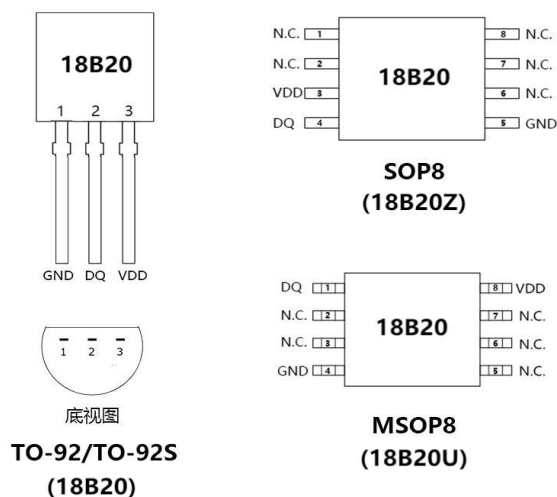 18B20
1 2 3
GND DQ VDD
1 2 3
底视图
TO-92/TO-92S
(18B20)
N.C. 1 8 N.C.
N.C. 2 18B20 7 N.C.
VDD 3 6 N.C.
DQ 4 5 GND
SOP8
(18B20Z)
DQ 1 8 VDD
N.C. 2 18B20 7 N.C.
N.C. 3 6 N.C.
GND 4 5 N.C.
MSOP8
(18B20U)